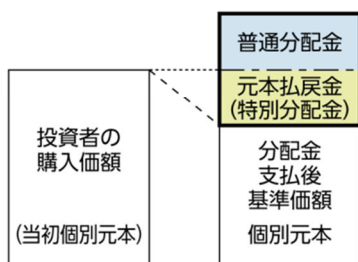 普通分配金
元本払戻金
(特別分配金)
投資者の
購入価額
(当初個別元本)
分配金
支払後
基準価額
個別元本